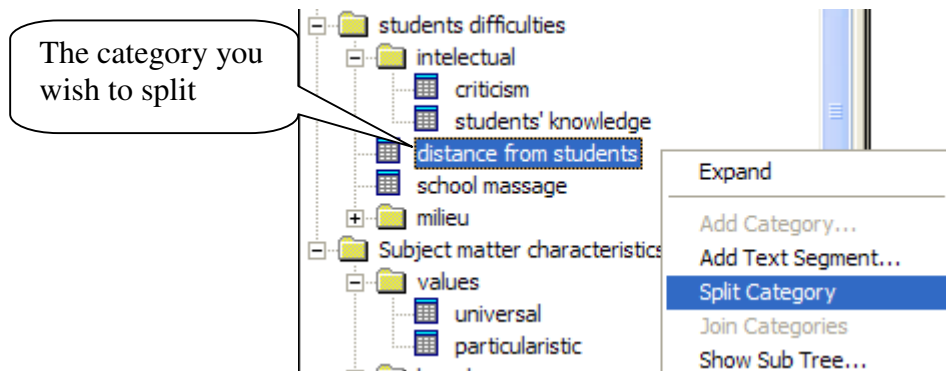 The category you
wish to split
students difficulties
intelectual
criticism
students' knowledge
distance from students
school massage
milieu
Subject matter characteristics
values
universal
particularistic
Expand
Add Category...
Add Text Segment...
Split Category
Join Categories
Show Sub Tree...